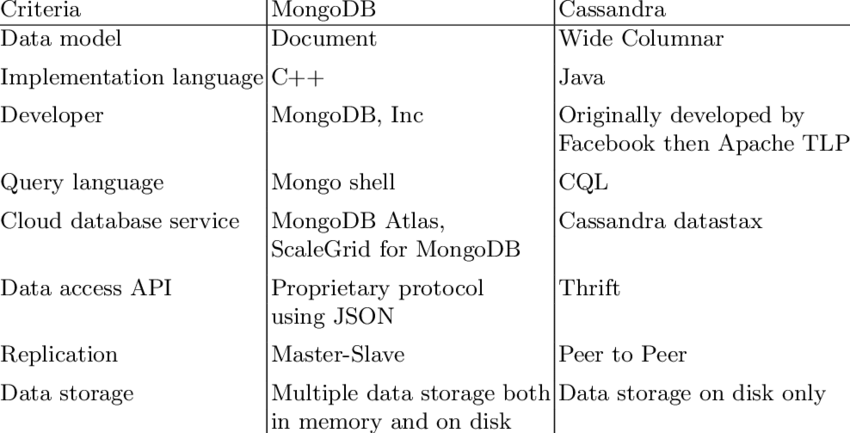 Criteria MongoDB Cassandra
Data model Document Wide Columnar
Implementation language C++ Java
Developer MongoDB, Inc Originally developed by
Facebook then Apache TLP
Query language Mongo shell CQL
Cloud database service MongoDB Atlas, Cassandra datastax
ScaleGrid for MongoDB
Data access API Proprietary protocol Thrift
using JSON
Replication Master-Slave Peer to Peer
Data storage Multiple data storage both Data storage on disk only
in memory and on disk